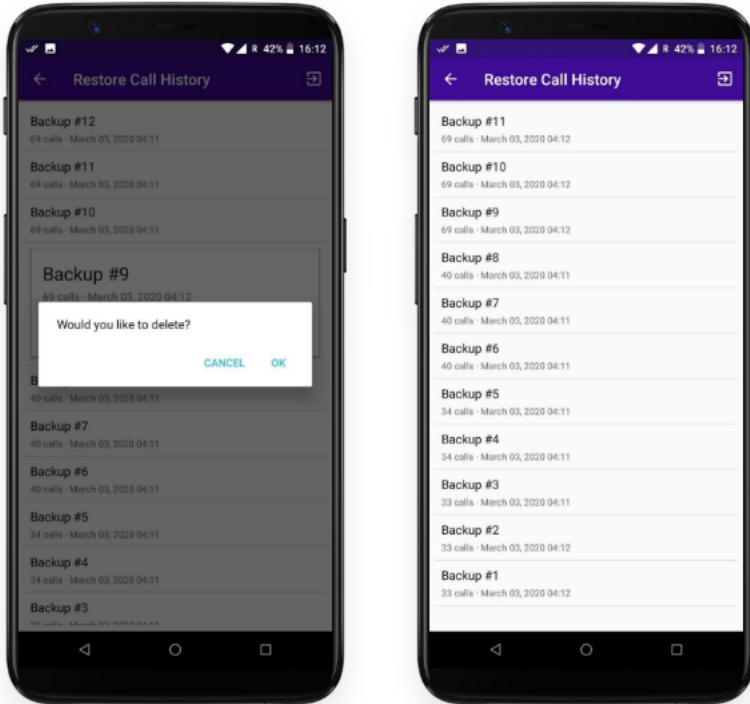 R 42% 16:12
Restore Call History
Backup #12
69 calls · March 03, 2020 04:11
Backup #11
69 calls · March 03, 2020 04:11
Backup #10
69 calls · March 03, 2020 04:11
Backup #9
69 calls · March 03, 2020 04:12
Would you like to delete?
CANCEL OK
40 calls · March 03, 2020 04:11
Backup #7
40 calls · March 03, 2020 04:11
Backup #6
40 calls · March 03, 2020 04:11
Backup #5
34 calls · March 03, 2020 04:11
Backup #4
34 calls · March 03, 2020 04:11
Backup #3
33 calls · March 03, 2020 04:11
R 42% 16:12
Restore Call History
Backup #11
69 calls · March 03, 2020 04:12
Backup #10
69 calls · March 03, 2020 04:12
Backup #9
69 calls · March 03, 2020 04:12
Backup #8
40 calls · March 03, 2020 04:11
Backup #7
40 calls · March 03, 2020 04:11
Backup #6
40 calls · March 03, 2020 04:11
Backup #5
34 calls · March 03, 2020 04:11
Backup #4
34 calls · March 03, 2020 04:11
Backup #3
33 calls · March 03, 2020 04:11
Backup #2
33 calls · March 03, 2020 04:12
Backup #1
33 calls · March 03, 2020 04:12